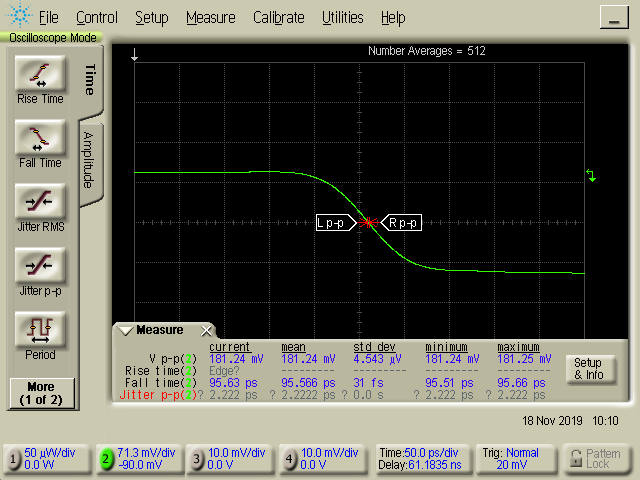 File Control Setup Measure Calibrate Utilities Help
Oscilloscope Mode
Number Averages = 512
Time
Amplitude
Rise Time
Fall Time
Jitter RMS
Jitter p-p
Period
More
(1 of 2)
L p-p
R p-p
Measure
current mean std dev minimum maximum
V p-p(2) 181.24 mV 181.24 mV 4.543 µV 181.24 mV 181.25 mV
Rise time(2) Edge? --------- --------- --------- ---------
Fall time(2) 95.63 ps 95.566 ps 31 fs 95.51 ps 95.66 ps
Jitter p-p(2) ? 2.222 ps ? 2.2222 ps ? 0.0 s ? 2.222 ps ? 2.222 ps
Setup
& Info
18 Nov 2019 10:10
1 50 µW/div
0.0 W
2 71.3 mV/div
-90.0 mV
3 10.0 mV/div
0.0 V
4 10.0 mV/div
0.0 V
Time:50.0 ps/div
Delay:61.1835 ns
Trig: Normal
20 mV
Pattern
Lock